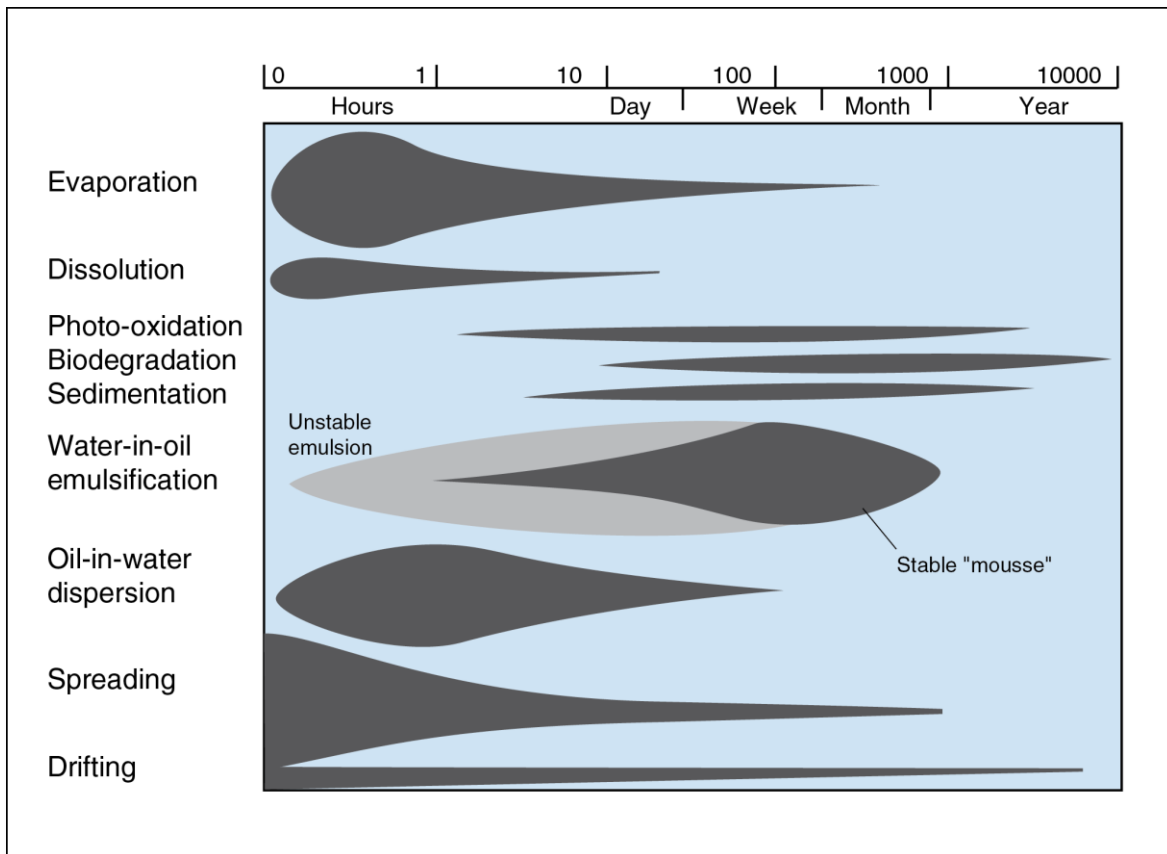 0 1 10 100 1000 10000
Hours Day Week Month Year
Evaporation
Dissolution
Photo-oxidation
Biodegradation
Sedimentation
Unstable
emulsion
Water-in-oil
emulsification
Stable "mousse"
Oil-in-water
dispersion
Spreading
Drifting